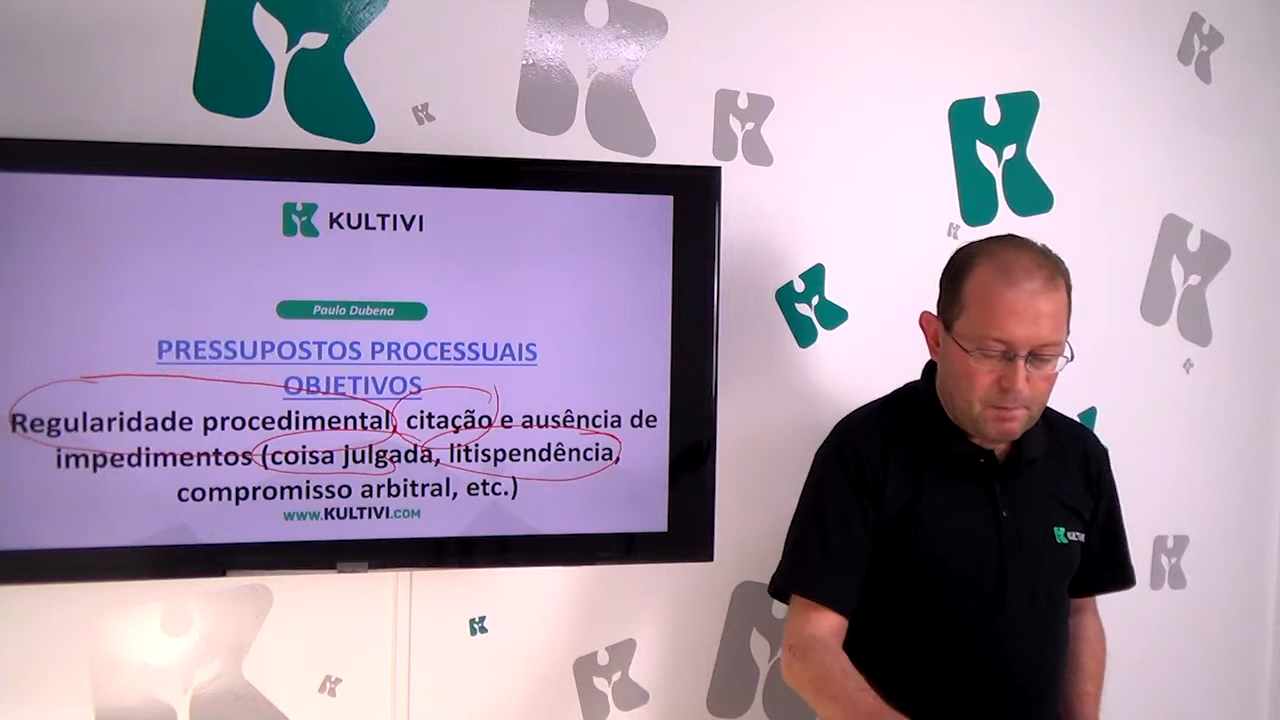 KULTIVI
Paulo Dubena
PRESSUPOSTOS PROCESSUAIS
OBJETIVOS
Regularidade procedimental, citação e ausência de
impedimentos (coisa julgada, litispendência,
compromisso arbitral, etc.)
www.KULTIVI.COM
KULTIVI